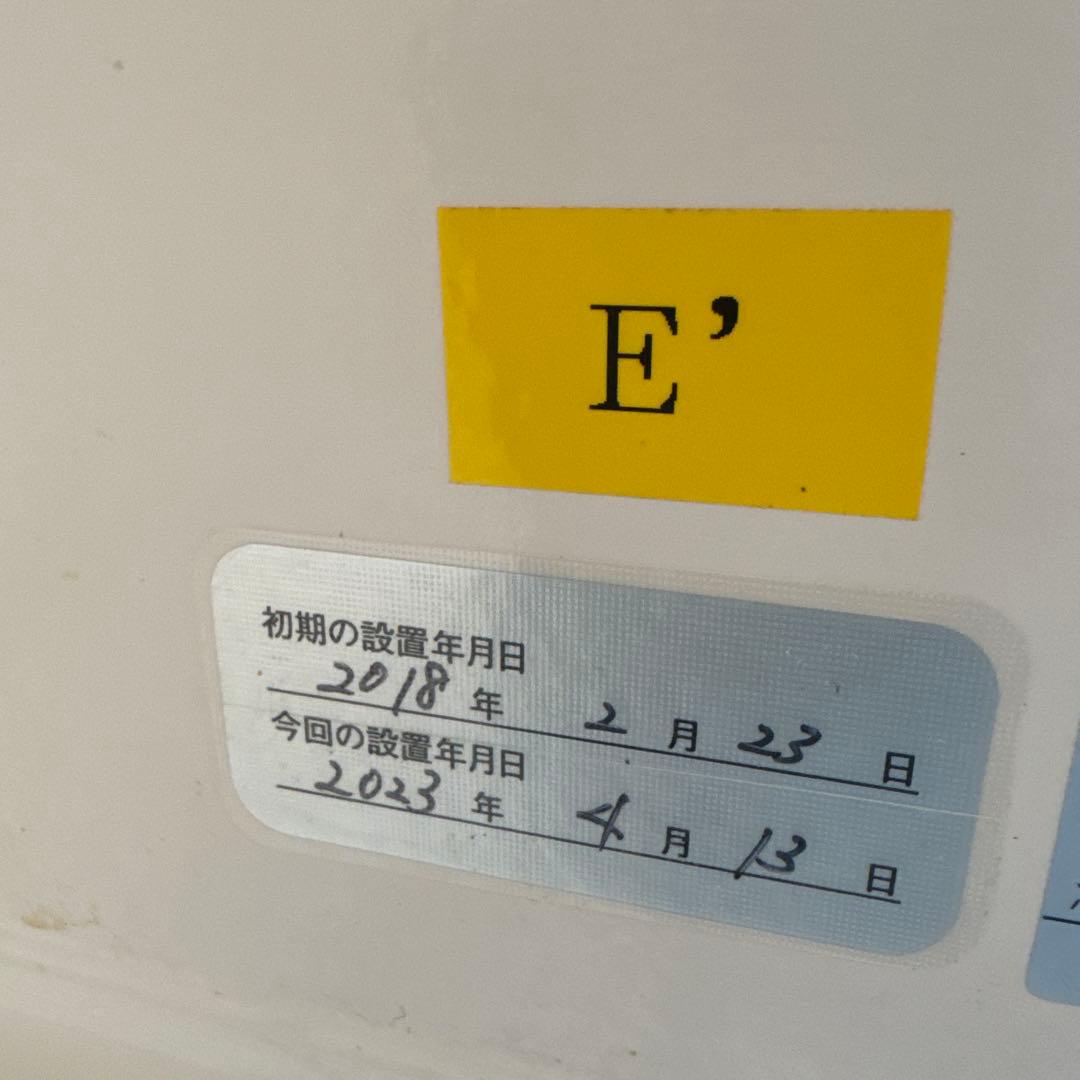 E’
初期の設置年月日
2018 年 2 月 23 日
今回の設置年月日
2023 年 4 月 13 日